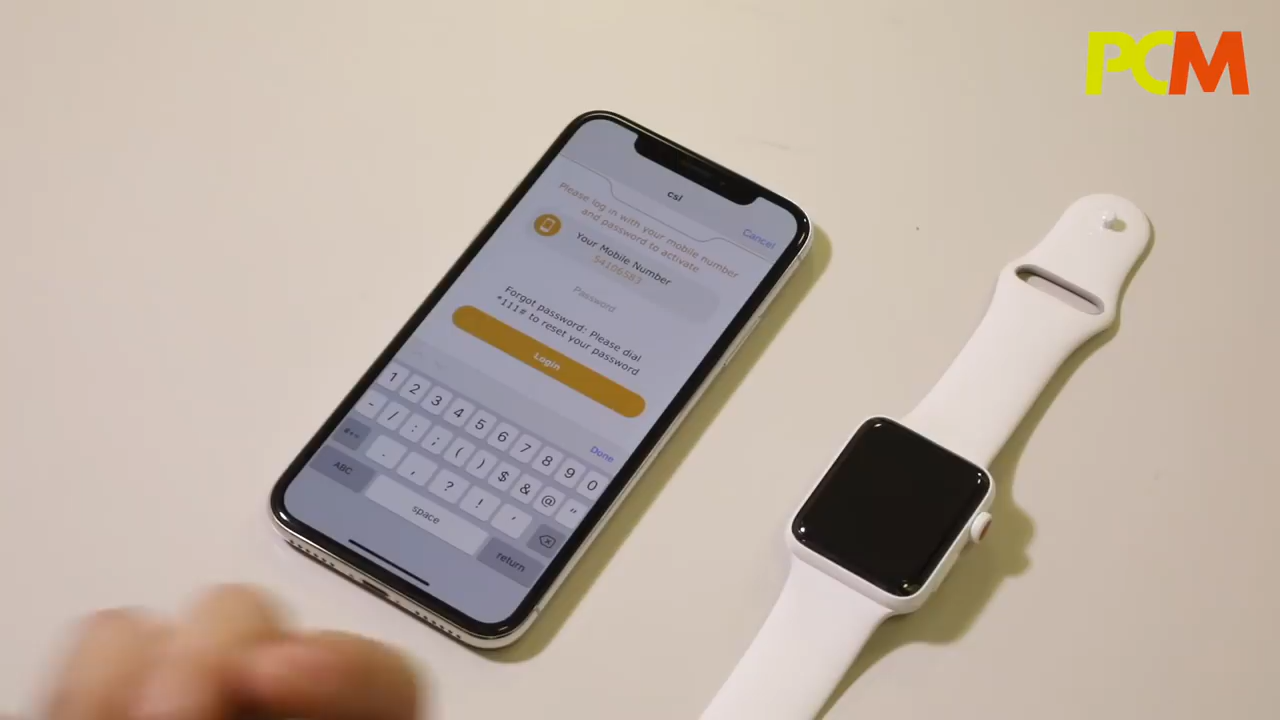 PCM
csl
Cancel
Please log in with your mobile number
and password to activate
Your Mobile Number
54106583
Password
Forgot password: Please dial
*111# to reset your password
Login
Done
1 2 3 4 5 6 7 8 9 0
- / : ; ( ) $ & @ "
#+= . , ? ! '
ABC space return